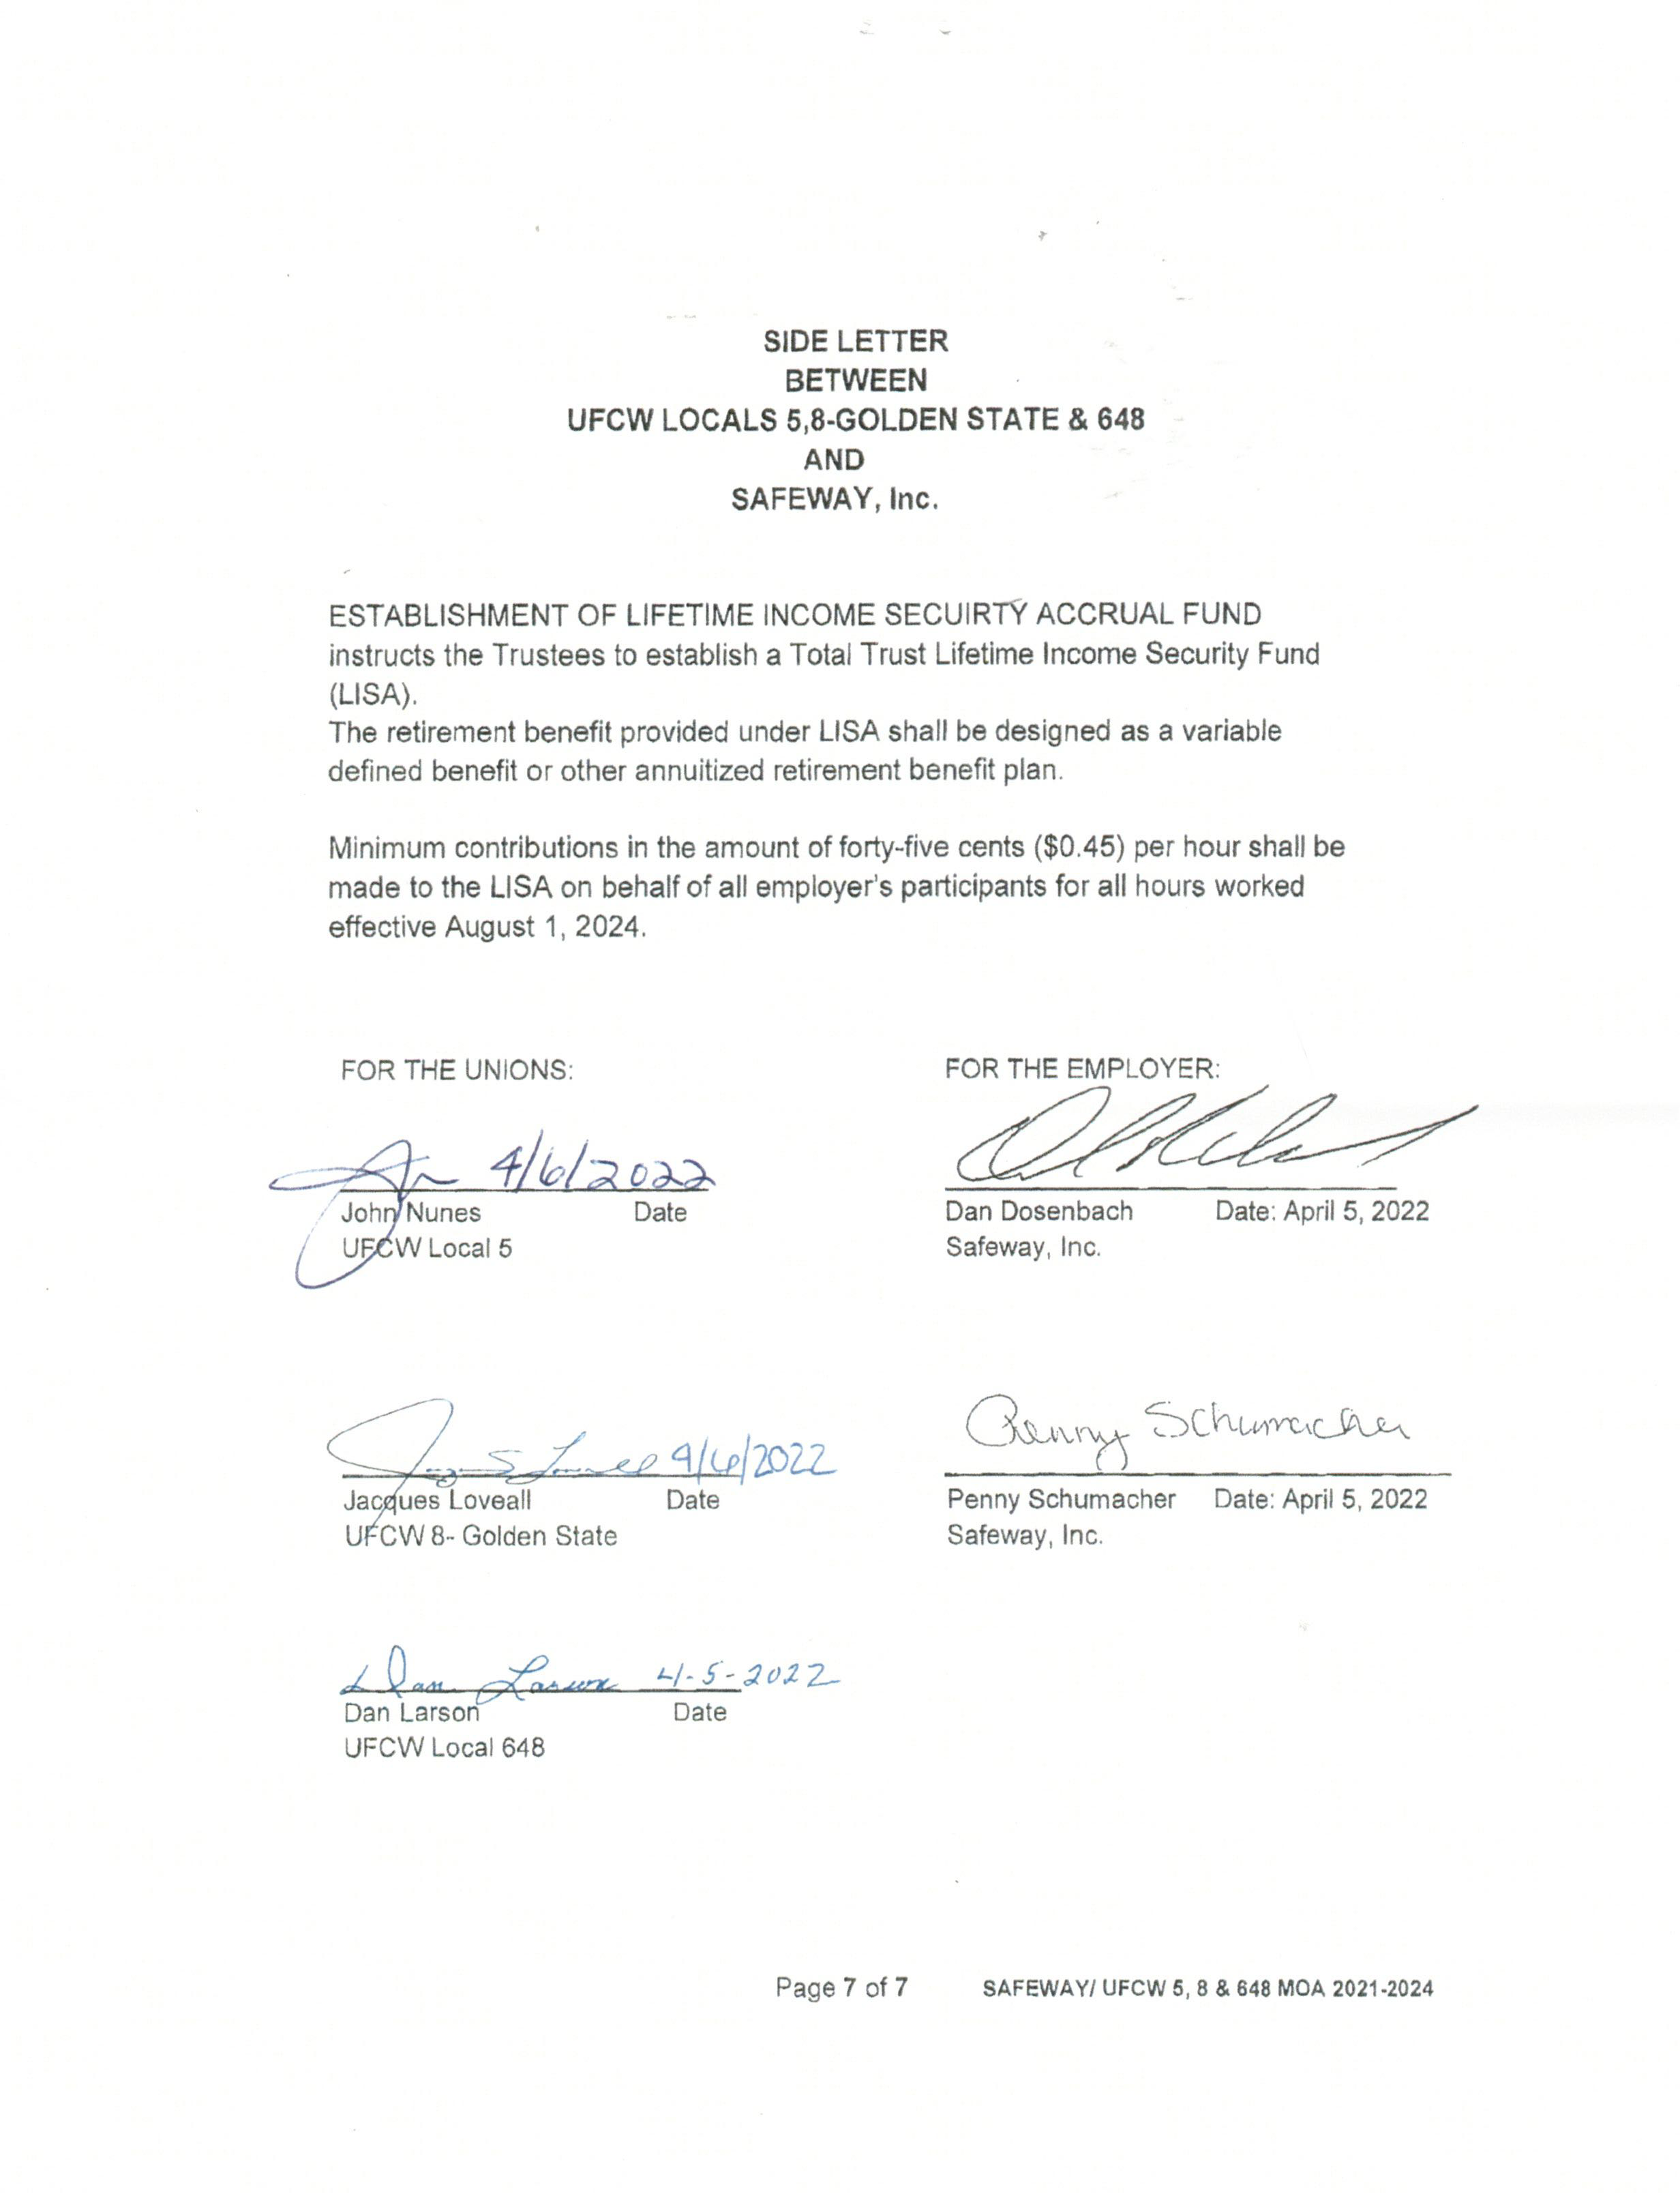 SIDE LETTER
BETWEEN
UFCW LOCALS 5,8-GOLDEN STATE & 648
AND
SAFEWAY, Inc.
ESTABLISHMENT OF LIFETIME INCOME SECUIRTY ACCRUAL FUND
instructs the Trustees to establish a Total Trust Lifetime Income Security Fund
(LISA).
The retirement benefit provided under LISA shall be designed as a variable
defined benefit or other annuitized retirement benefit plan.
Minimum contributions in the amount of forty-five cents ($0.45) per hour shall be
made to the LISA on behalf of all employer's participants for all hours worked
effective August 1, 2024.
FOR THE UNIONS:
4/6/2022
John Nunes Date
UFCW Local 5
FOR THE EMPLOYER:
Dan Dosenbach Date: April 5, 2022
Safeway, Inc.
4/6/2022
Jacques Loveall Date
UFCW 8- Golden State
Penny Schumacher
Penny Schumacher Date: April 5, 2022
Safeway, Inc.
Dan Larson 4-5-2022
Dan Larson Date
UFCW Local 648
Page 7 of 7 SAFEWAY/ UFCW 5, 8 & 648 MOA 2021-2024